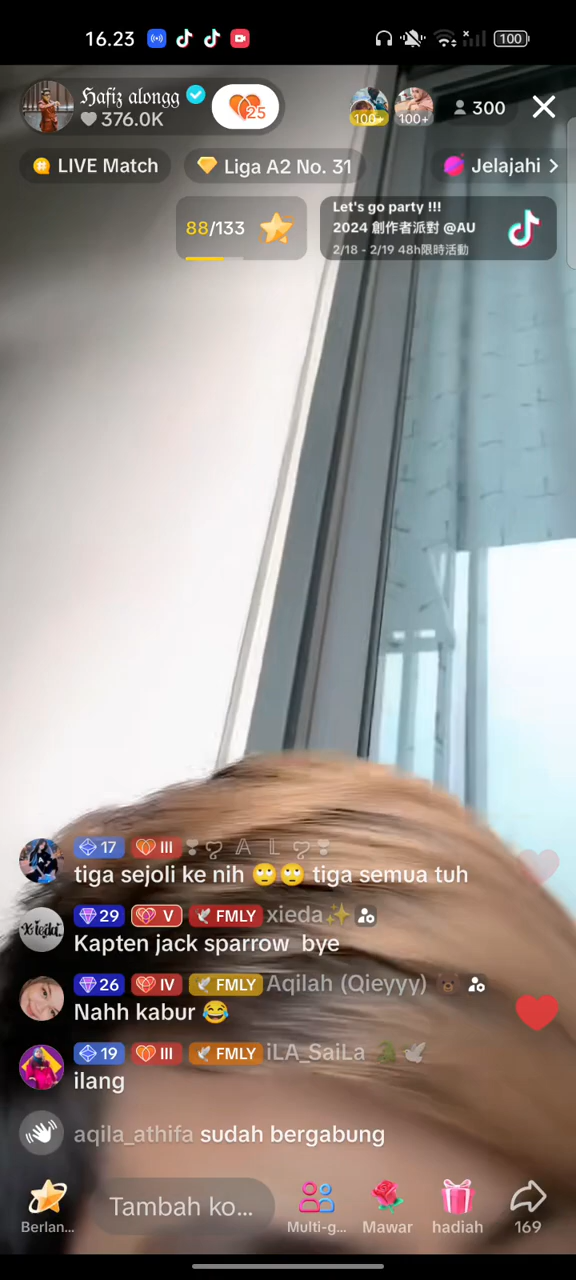 16.23
100
ℌ𝔞𝔣𝔦𝔷 𝔞𝔩𝔬𝔫𝔤𝔤
376.0K
25
100+
100+
300
LIVE Match
Liga A2 No. 31
Jelajahi >
88/133
Let's go party !!!
2024 創作者派對 @AU
2/18 - 2/19 48h限時活動
17 III ❣ॽ 𝔸 𝕃 ॽ❣
tiga sejoli ke nih 🙄🙄 tiga semua tuh
29 V FMLY xieda✨
Kapten jack sparrow bye
26 IV FMLY Aqilah (Qieyyy) 🐻
Nahh kabur 😂
19 III FMLY iLA_SaiLa 🐊🕊
ilang
aqila_athifa sudah bergabung
Tambah ko...
Berlan...
Multi-g...
Mawar
hadiah
169